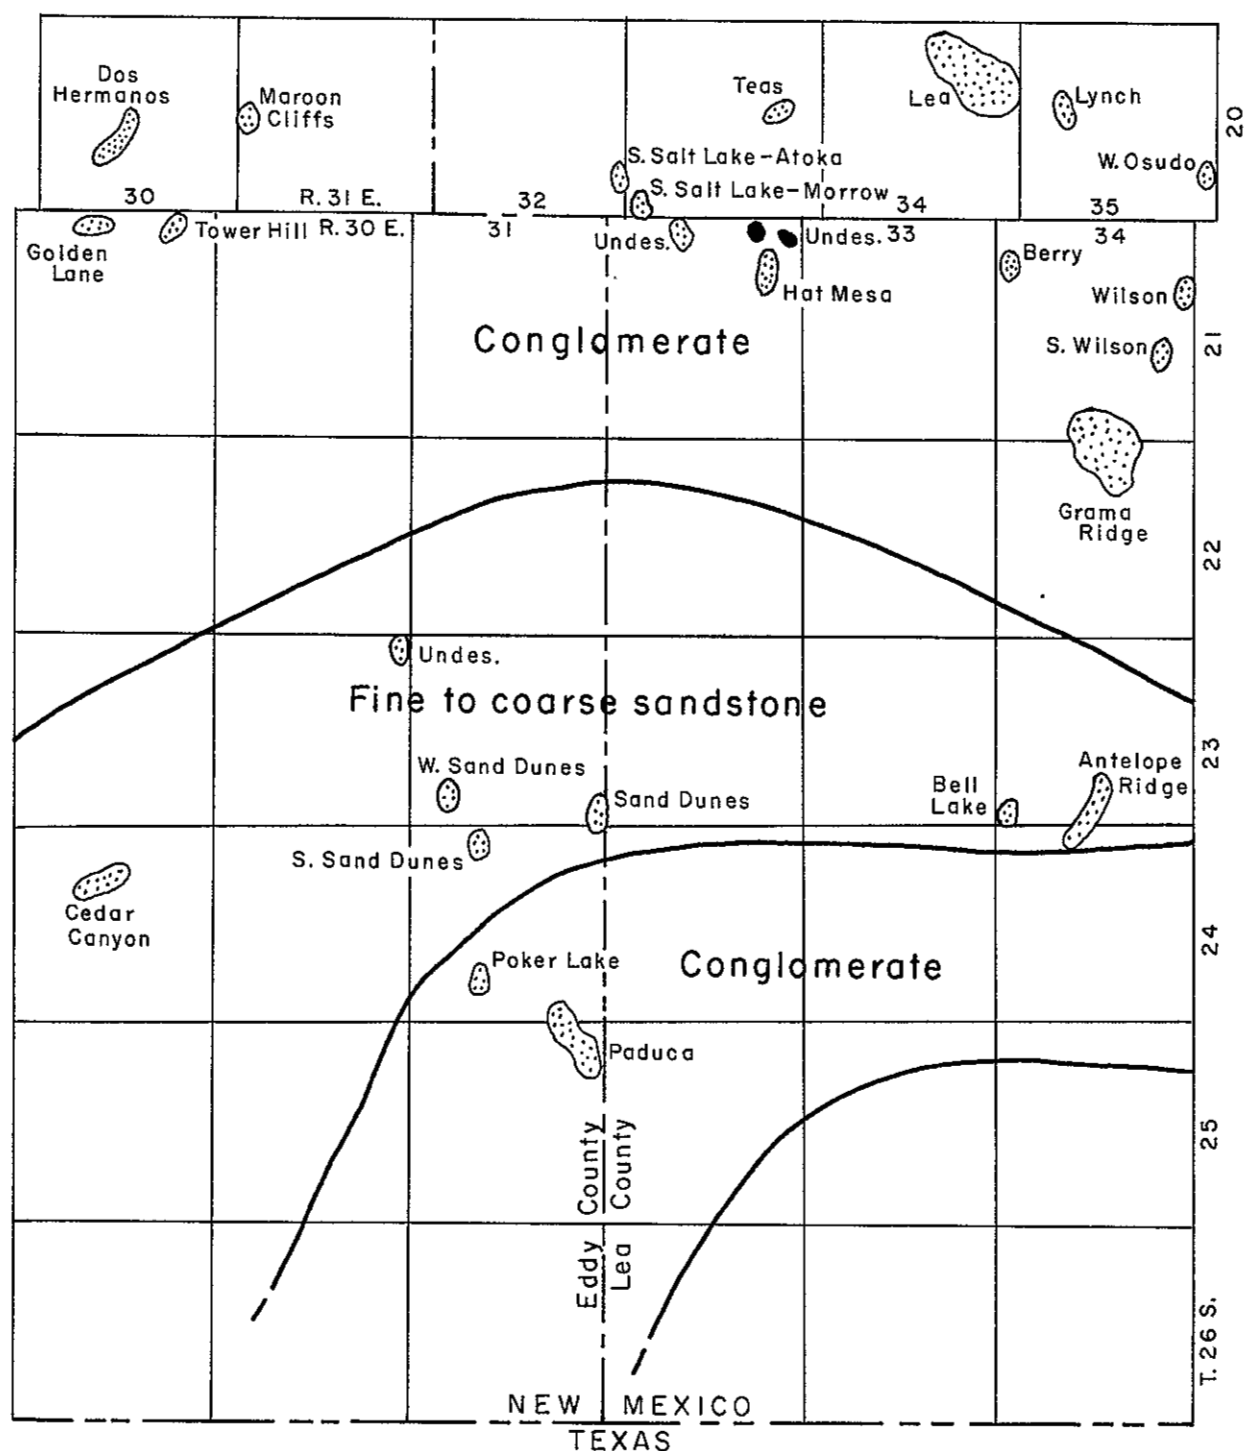 Dos
Hermanos
Maroon
Cliffs
Teas
Lea
Lynch
20
S. Salt Lake-Atoka
W. Osudo
S. Salt Lake-Morrow
30
R. 31 E.
32
34
35
Golden
Lane
Tower Hill
R. 30 E.
31
Undes.
Undes.
33
34
Berry
Hat Mesa
Wilson
Conglomerate
S. Wilson
21
Grama
Ridge
22
Undes.
Fine to coarse sandstone
W. Sand Dunes
Sand Dunes
Bell
Lake
Antelope
Ridge
23
S. Sand Dunes
Cedar
Canyon
Poker Lake
Conglomerate
24
Paduca
25
Eddy County
Lea County
T. 26 S.
NEW MEXICO
TEXAS